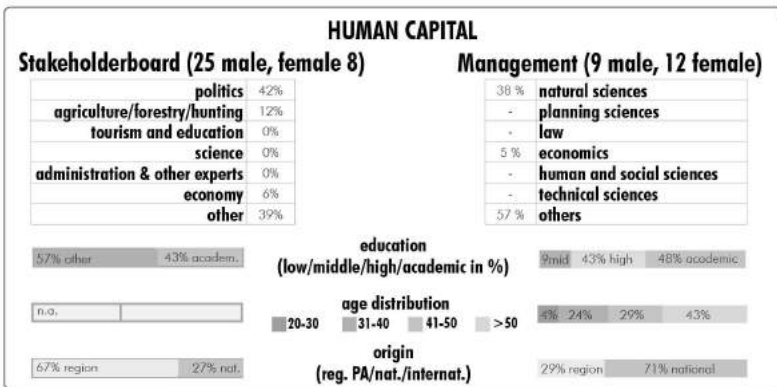 HUMAN CAPITAL
Stakeholderboard (25 male, female 8)
Management (9 male, 12 female)
politics 42%
agriculture/forestry/hunting 12%
tourism and education 0%
science 0%
administration & other experts 0%
economy 6%
other 39%
38 % natural sciences
- planning sciences
- law
5 % economics
- human and social sciences
- technical sciences
57 % others
57% other 43% academ.
education
(low/middle/high/academic in %)
9mid 43% high 48% academic
n.a.
age distribution
20-30 31-40 41-50 >50
4% 24% 29% 43%
67% region 27% nat.
origin
(reg. PA/nat./internat.)
29% region 71% national